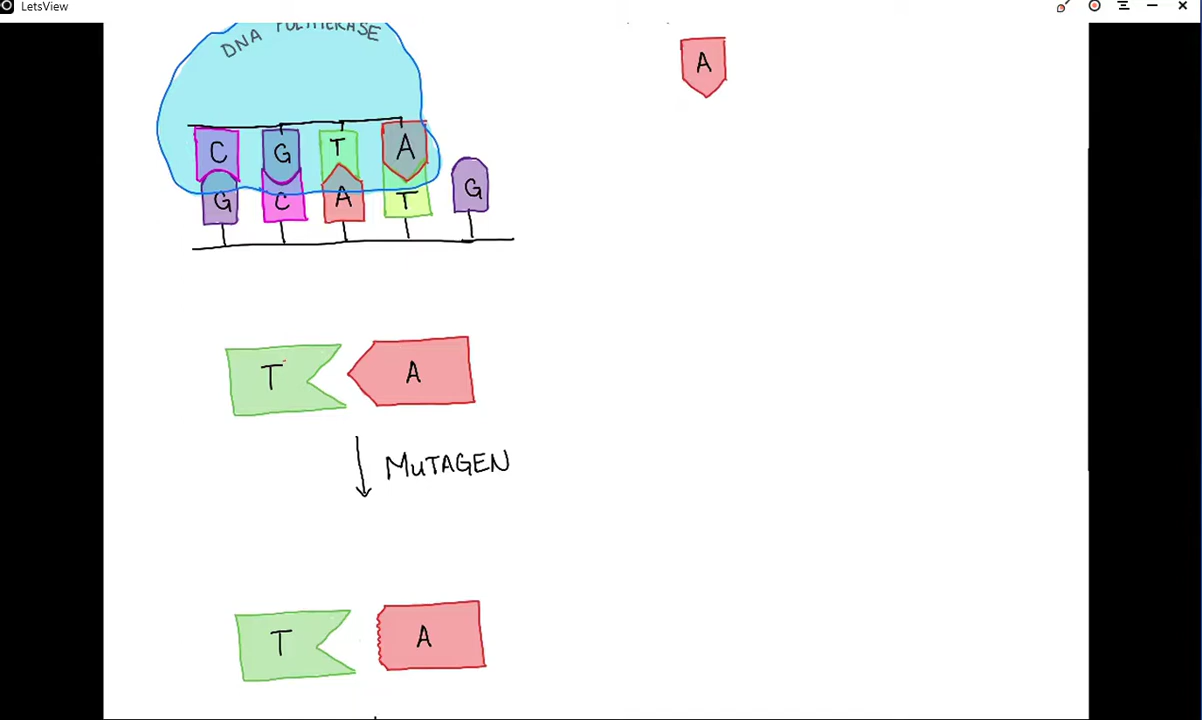 LetsView
DNA POLYMERASE
A
C G T A
G C A T G
T A
MUTAGEN
T A